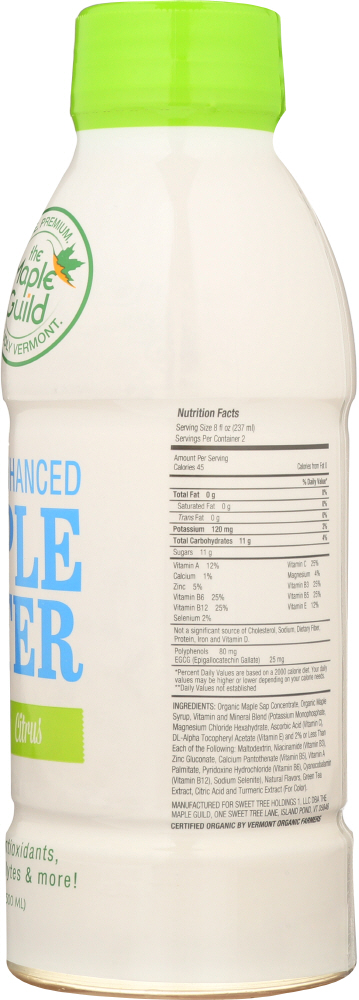 PREMIUM.
the
Maple
Guild
LY VERMONT.
HANCED
PLE
TER
Citrus
tioxidants,
lytes & more!
500 ML)
Nutrition Facts
Serving Size 8 fl oz (237 ml)
Servings Per Container 2
Amount Per Serving
Calories 45 Calories from Fat 0
% Daily Value*
Total Fat 0 g 0%
Saturated Fat 0 g 0%
Trans Fat 0 g 0%
Potassium 120 mg 3%
Total Carbohydrates 11 g 4%
Sugars 11 g
Vitamin A 12% Vitamin C 25%
Calcium 1% Magnesium 4%
Zinc 5% Vitamin B3 25%
Vitamin B6 25% Vitamin B5 25%
Vitamin B12 25% Vitamin E 12%
Selenium 2%
Not a significant source of Cholesterol, Sodium, Dietary Fiber,
Protein, Iron and Vitamin D.
Polyphenols 80 mg
EGCG (Epigallocatechin Gallate) 25 mg
*Percent Daily Values are based on a 2000 calorie diet. Your daily
values may be higher or lower depending on your calorie needs
**Daily Values not established
INGREDIENTS: Organic Maple Sap Concentrate, Organic Maple
Syrup, Vitamin and Mineral Blend (Potassium Monophosphate,
Magnesium Chloride Hexahydrate, Ascorbic Acid (Vitamin C),
DL-Alpha Tocopheryl Acetate (Vitamin E) and 2% or Less Than
Each of the Following: Maltodextrin, Niacinamide (Vitamin B3),
Zinc Gluconate, Calcium Pantothenate (Vitamin B5), Vitamin A
Palmitate, Pyridoxine Hydrochloride (Vitamin B6), Cyanocobalamin
(Vitamin B12), Sodium Selenite), Natural Flavors, Green Tea
Extract, Citric Acid and Turmeric Extract (For Color).
MANUFACTURED FOR SWEET TREE HOLDINGS 1, LLC DBA THE
MAPLE GUILD, ONE SWEET TREE LANE, ISLAND POND, VT 05846
CERTIFIED ORGANIC BY VERMONT ORGANIC FARMERS